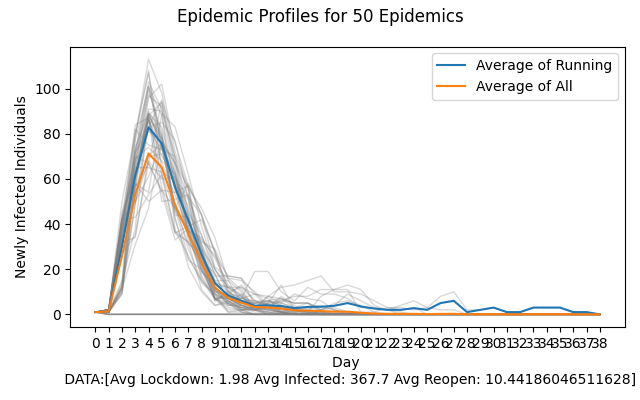 Epidemic Profiles for 50 Epidemics
Average of Running
Average of All
Newly Infected Individuals
100
80
60
40
20
0
0 1 2 3 4 5 6 7 8 9 10 11 12 13 14 15 16 17 18 19 20 21 22 23 24 25 26 27 28 29 30 31 32 33 34 35 36 37 38
Day
DATA:[Avg Lockdown: 1.98 Avg Infected: 367.7 Avg Reopen: 10.44186046511628]